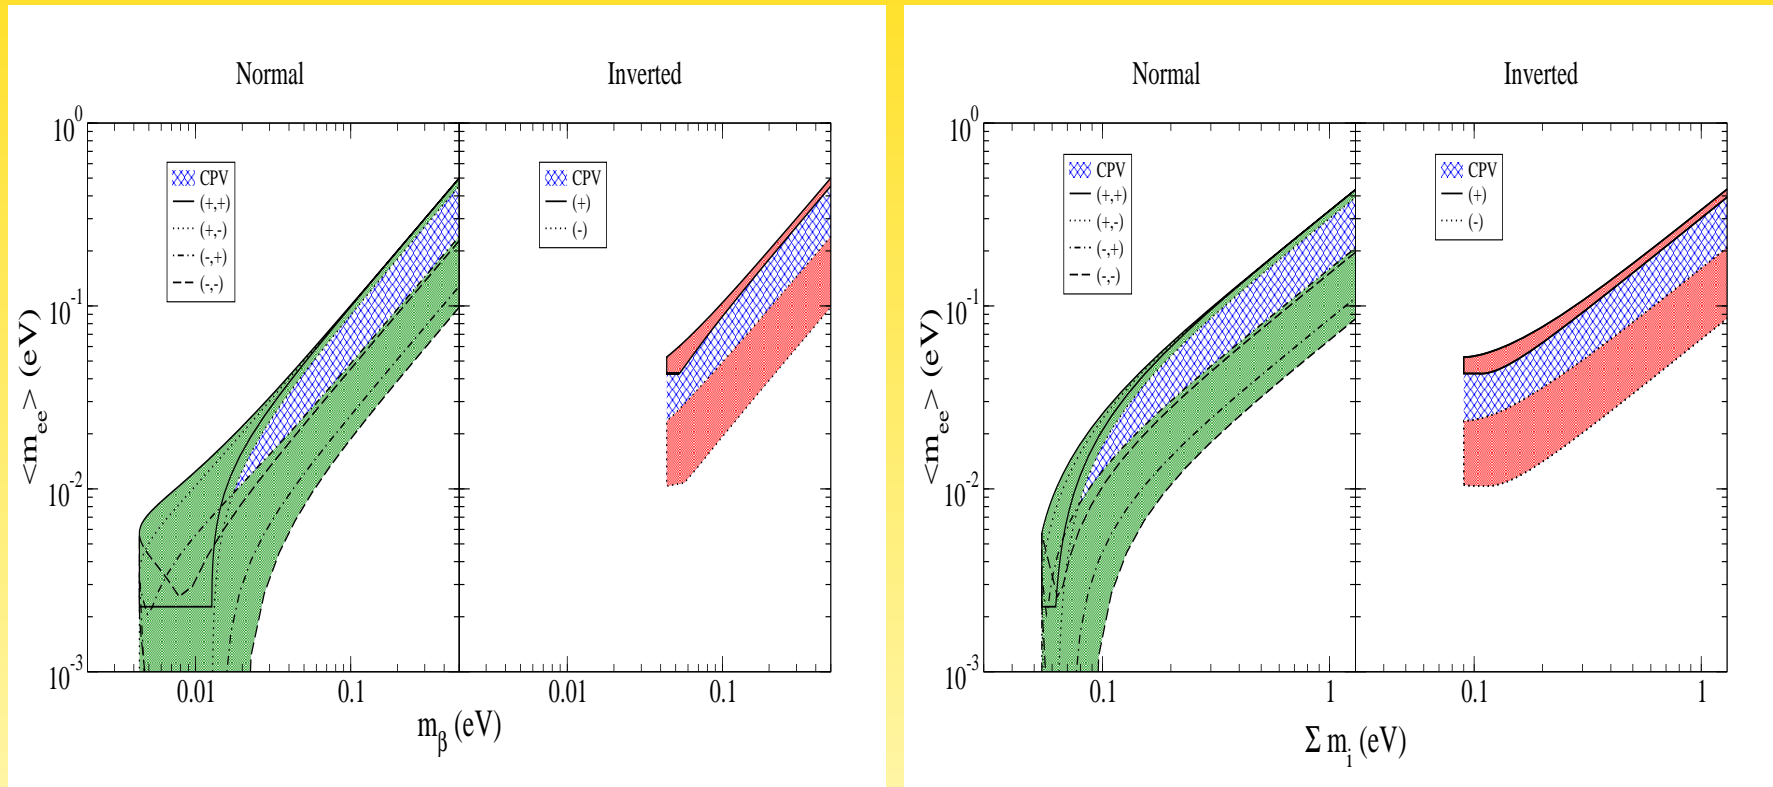 Normal Inverted
10^0
10^-1
10^-2
10^-3
<m_ee> (eV)
CPV
(+,+)
(+,-)
(-,+)
(-,-)
CPV
(+)
(-)
0.01 0.1 0.01 0.1
m_β (eV)
Normal Inverted
10^0
10^-1
10^-2
10^-3
<m_ee> (eV)
CPV
(+,+)
(+,-)
(-,+)
(-,-)
CPV
(+)
(-)
0.1 1 0.1 1
Σ m_i (eV)